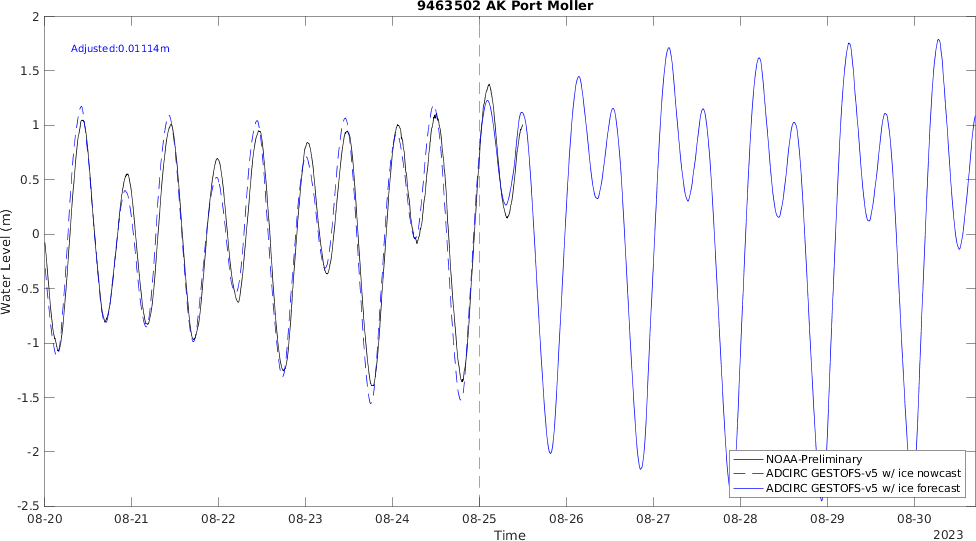 9463502 AK Port Moller
Adjusted:0.01114m
2
1.5
1
0.5
0
-0.5
-1
-1.5
-2
-2.5
Water Level (m)
NOAA-Preliminary
ADCIRC GESTOFS-v5 w/ ice nowcast
ADCIRC GESTOFS-v5 w/ ice forecast
08-20 08-21 08-22 08-23 08-24 08-25 08-26 08-27 08-28 08-29 08-30
Time
2023